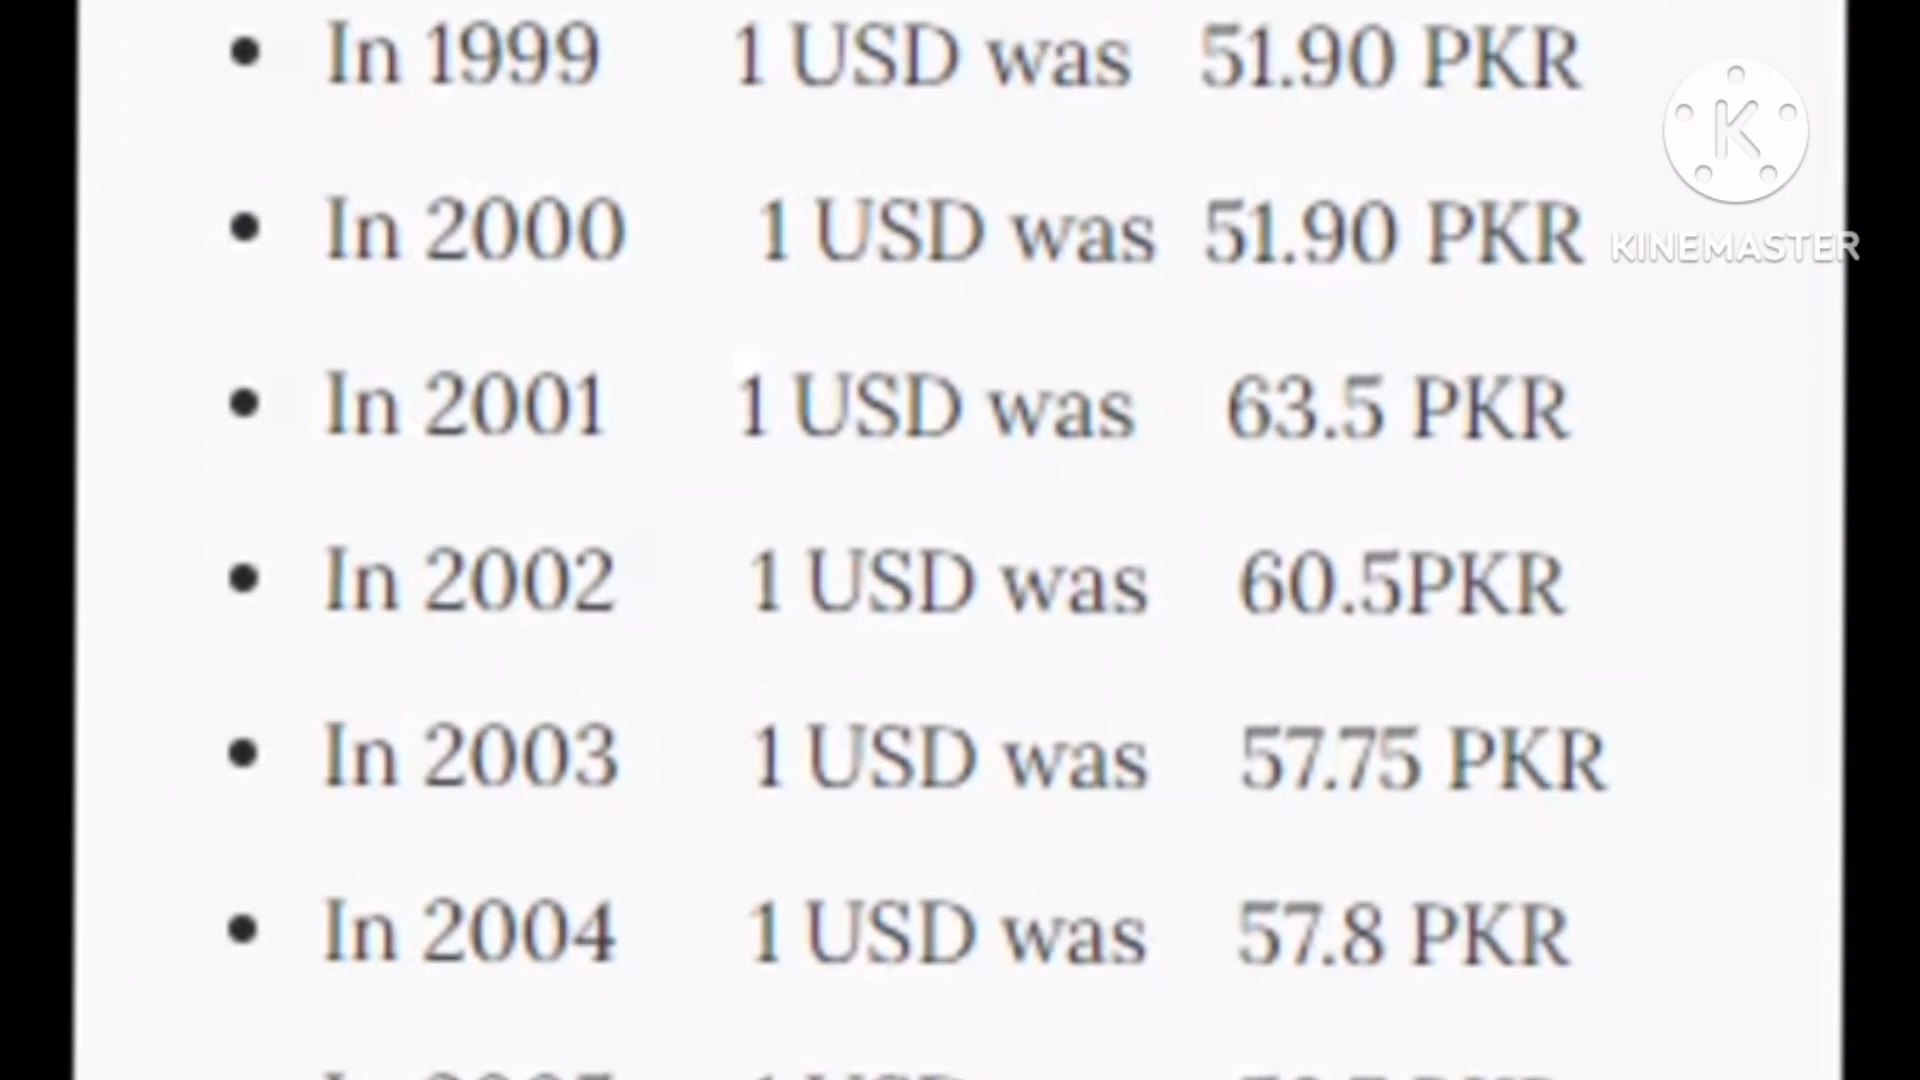 • In 1999 1 USD was 51.90 PKR
• In 2000 1 USD was 51.90 PKR
• In 2001 1 USD was 63.5 PKR
• In 2002 1 USD was 60.5PKR
• In 2003 1 USD was 57.75 PKR
• In 2004 1 USD was 57.8 PKR
K
KINEMASTER